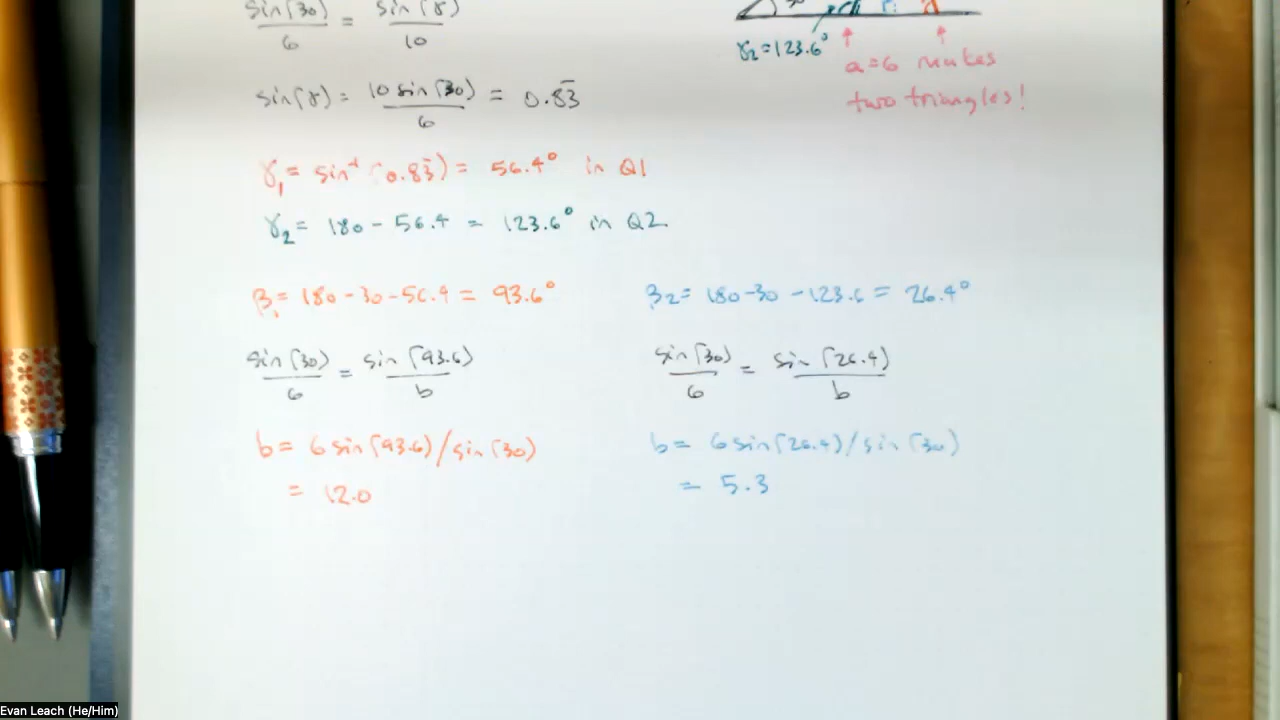 sin(30)/6 = sin(γ)/10
γ₂=123.6°
a=6 makes
two triangles!
sin(γ) = 10 sin(30)/6 = 0.83̅
γ₁ = sin⁻¹(0.83̅) = 56.4° in Q1
γ₂ = 180 - 56.4 = 123.6° in Q2
β₁ = 180-30-56.4 = 93.6°
β₂ = 180-30-123.6 = 26.4°
sin(30)/6 = sin(93.6)/b
sin(30)/6 = sin(26.4)/b
b = 6 sin(93.6)/sin(30)
= 12.0
b = 6 sin(26.4)/sin(30)
= 5.3
Evan Leach (He/Him)